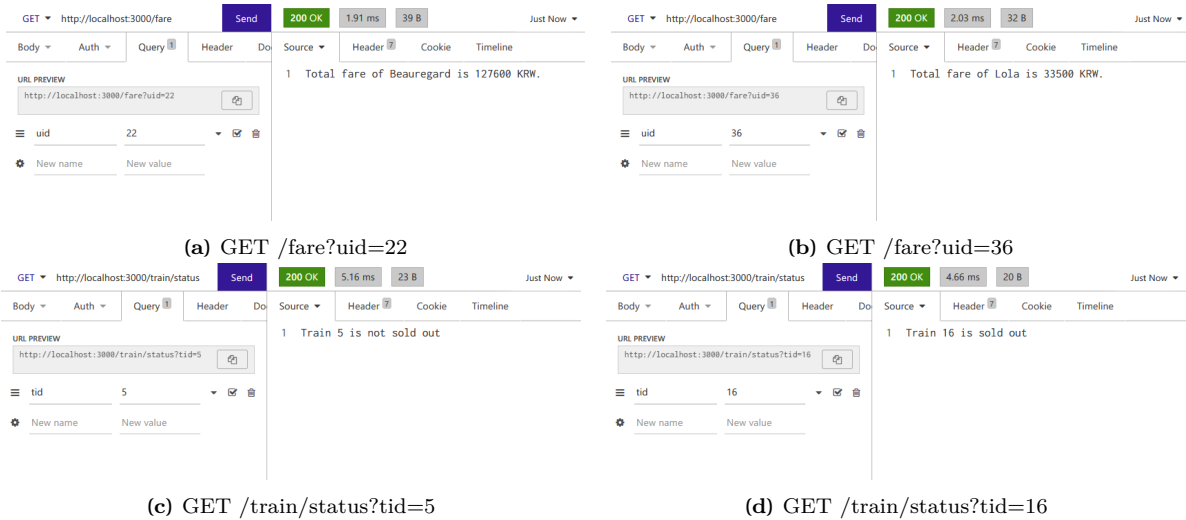 GET http://localhost:3000/fare Send 200 OK 1.91 ms 39 B Just Now
Body Auth Query 1 Header Do Source Header 7 Cookie Timeline
URL PREVIEW
1 Total fare of Beauregard is 127600 KRW.
http://localhost:3000/fare?uid=22
uid 22
New name New value
(a) GET /fare?uid=22
GET http://localhost:3000/fare Send 200 OK 2.03 ms 32 B Just Now
Body Auth Query 1 Header Do Source Header 7 Cookie Timeline
URL PREVIEW
1 Total fare of Lola is 33500 KRW.
http://localhost:3000/fare?uid=36
uid 36
New name New value
(b) GET /fare?uid=36
GET http://localhost:3000/train/status Send 200 OK 5.16 ms 23 B Just Now
Body Auth Query 1 Header Do Source Header 7 Cookie Timeline
URL PREVIEW
1 Train 5 is not sold out
http://localhost:3000/train/status?tid=5
tid 5
New name New value
(c) GET /train/status?tid=5
GET http://localhost:3000/train/status Send 200 OK 4.66 ms 20 B Just Now
Body Auth Query 1 Header Do Source Header 7 Cookie Timeline
URL PREVIEW
1 Train 16 is sold out
http://localhost:3000/train/status?tid=16
tid 16
New name New value
(d) GET /train/status?tid=16